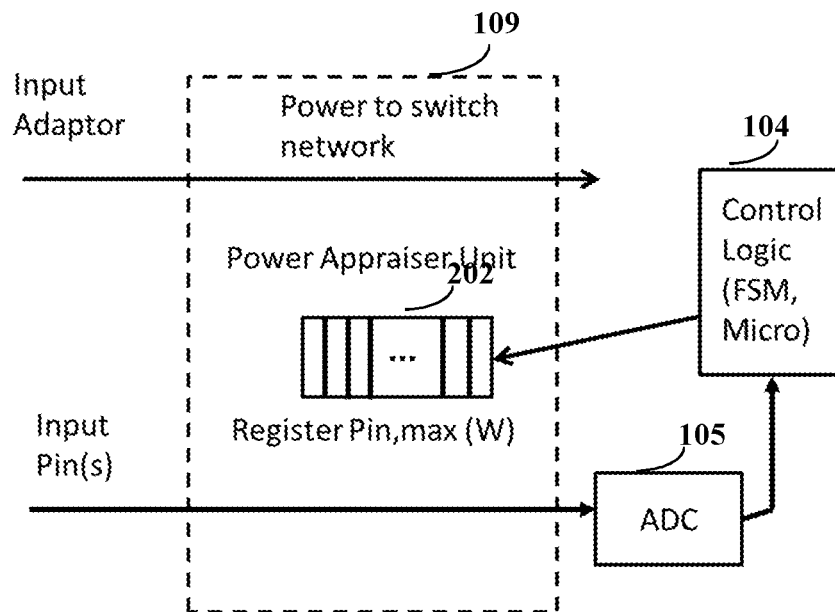 109
Input
Adaptor
Power to switch
network
104
Control
Logic
(FSM,
Micro)
Power Appraiser Unit
202
...
Register Pin,max (W)
Input
Pin(s)
105
ADC